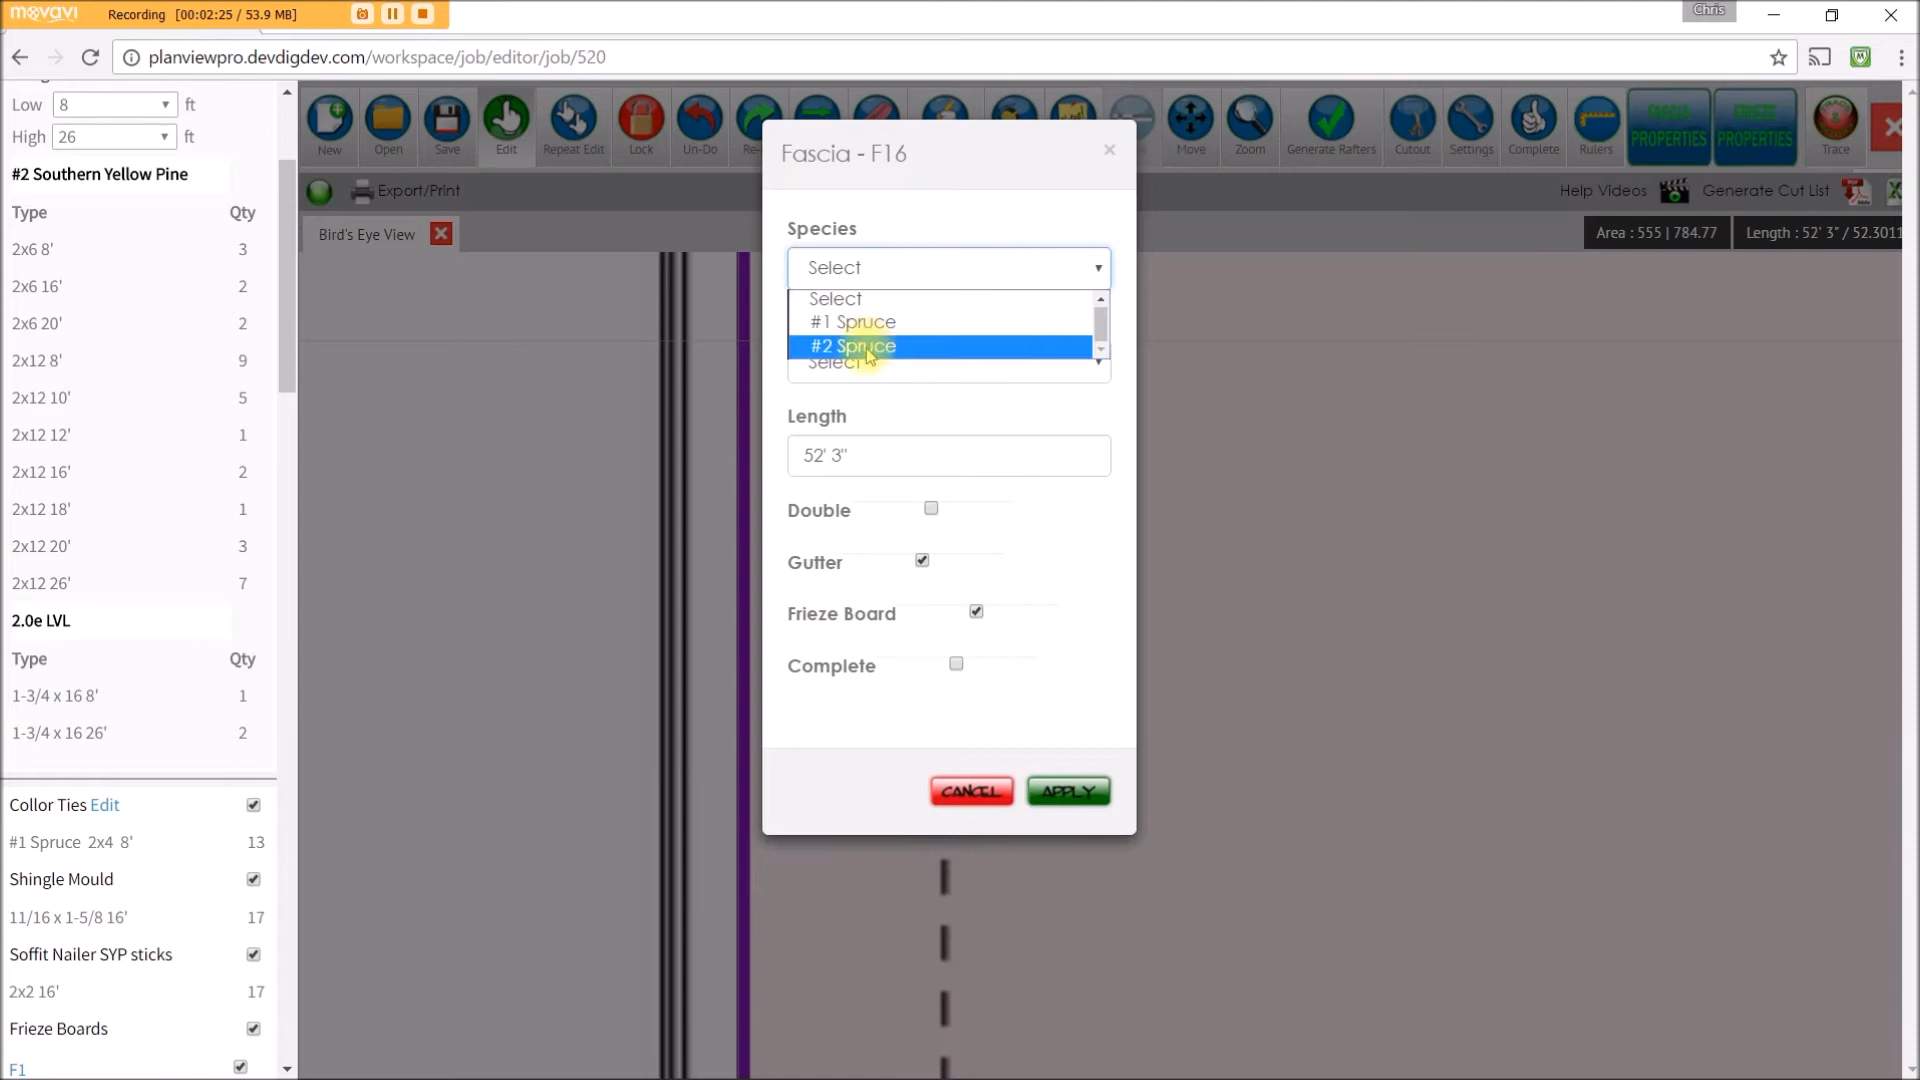 movavi
Recording [00:02:25 / 53.9 MB]
Chris
planviewpro.devdigdev.com/workspace/job/editor/job/520
Low 8 ft
High 26 ft
#2 Southern Yellow Pine
Type Qty
2x6 8' 3
2x6 16' 2
2x6 20' 2
2x12 8' 9
2x12 10' 5
2x12 12' 1
2x12 16' 2
2x12 18' 1
2x12 20' 3
2x12 26' 7
2.0e LVL
Type Qty
1-3/4 x 16 8' 1
1-3/4 x 16 26' 2
Collor Ties Edit
#1 Spruce 2x4 8' 13
Shingle Mould
11/16 x 1-5/8 16' 17
Soffit Nailer SYP sticks
2x2 16' 17
Frieze Boards
F1
New Open Save Edit Repeat Edit Lock Un-Do Move Zoom Generate Rafters Cutout Settings Complete Rulers
FASCIA PROPERTIES
FRIEZE PROPERTIES
Trace
Export/Print
Help Videos Generate Cut List
Bird's Eye View
Area : 555 | 784.77
Length : 52' 3" / 52.3011
Fascia - F16
Species
Select
Select
#1 Spruce
#2 Spruce
Select
Length
52' 3"
Double
Gutter
Frieze Board
Complete
CANCEL APPLY